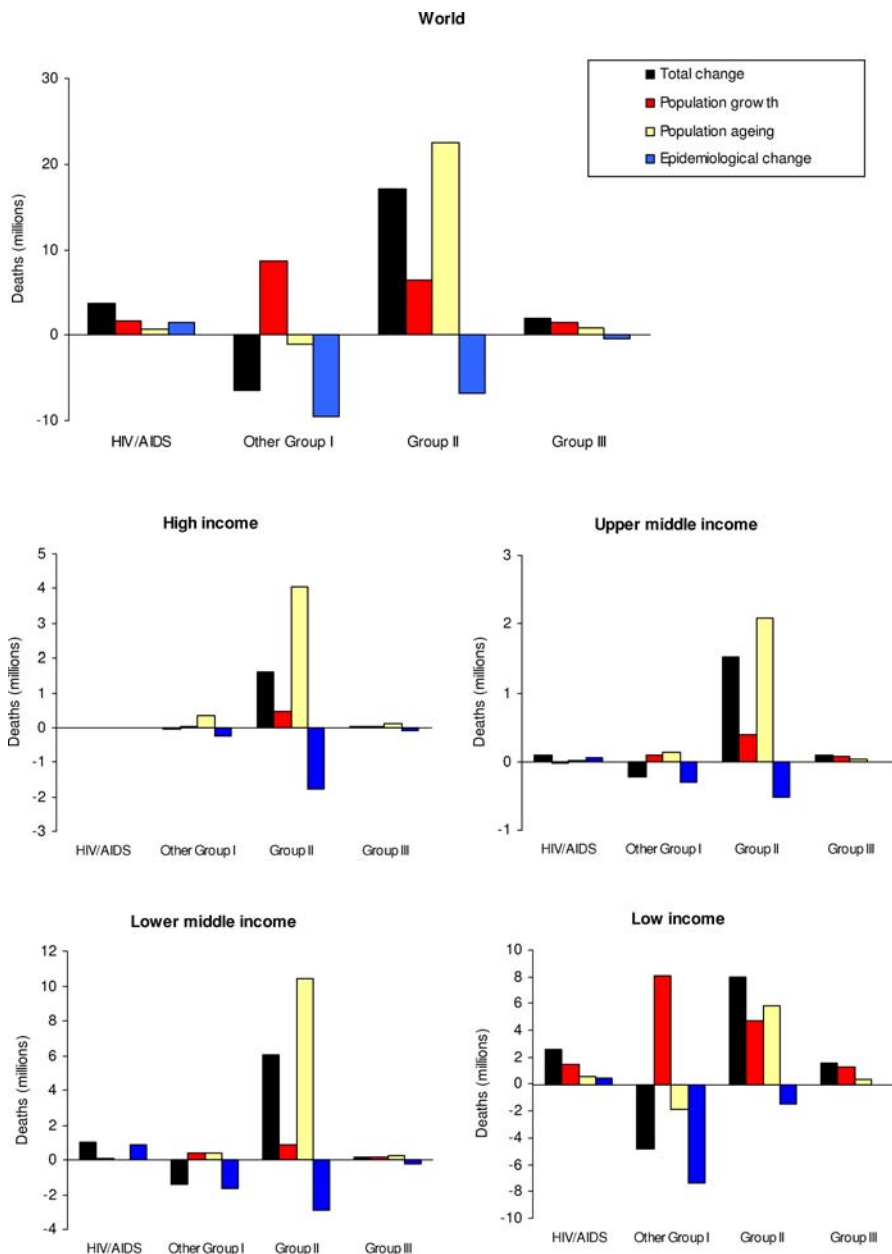 World
Total change
Population growth
Population ageing
Epidemiological change
Deaths (millions)
30
20
10
0
-10
HIV/AIDS Other Group I Group II Group III
High income
Deaths (millions)
5
4
3
2
1
0
-1
-2
-3
HIV/AIDS Other Group I Group II Group III
Upper middle income
Deaths (millions)
3
2
1
0
-1
HIV/AIDS Other Group I Group II Group III
Lower middle income
Deaths (millions)
12
10
8
6
4
2
0
-2
-4
HIV/AIDS Other Group I Group II Group III
Low income
Deaths (millions)
10
8
6
4
2
0
-2
-4
-6
-8
-10
HIV/AIDS Other Group I Group II Group III